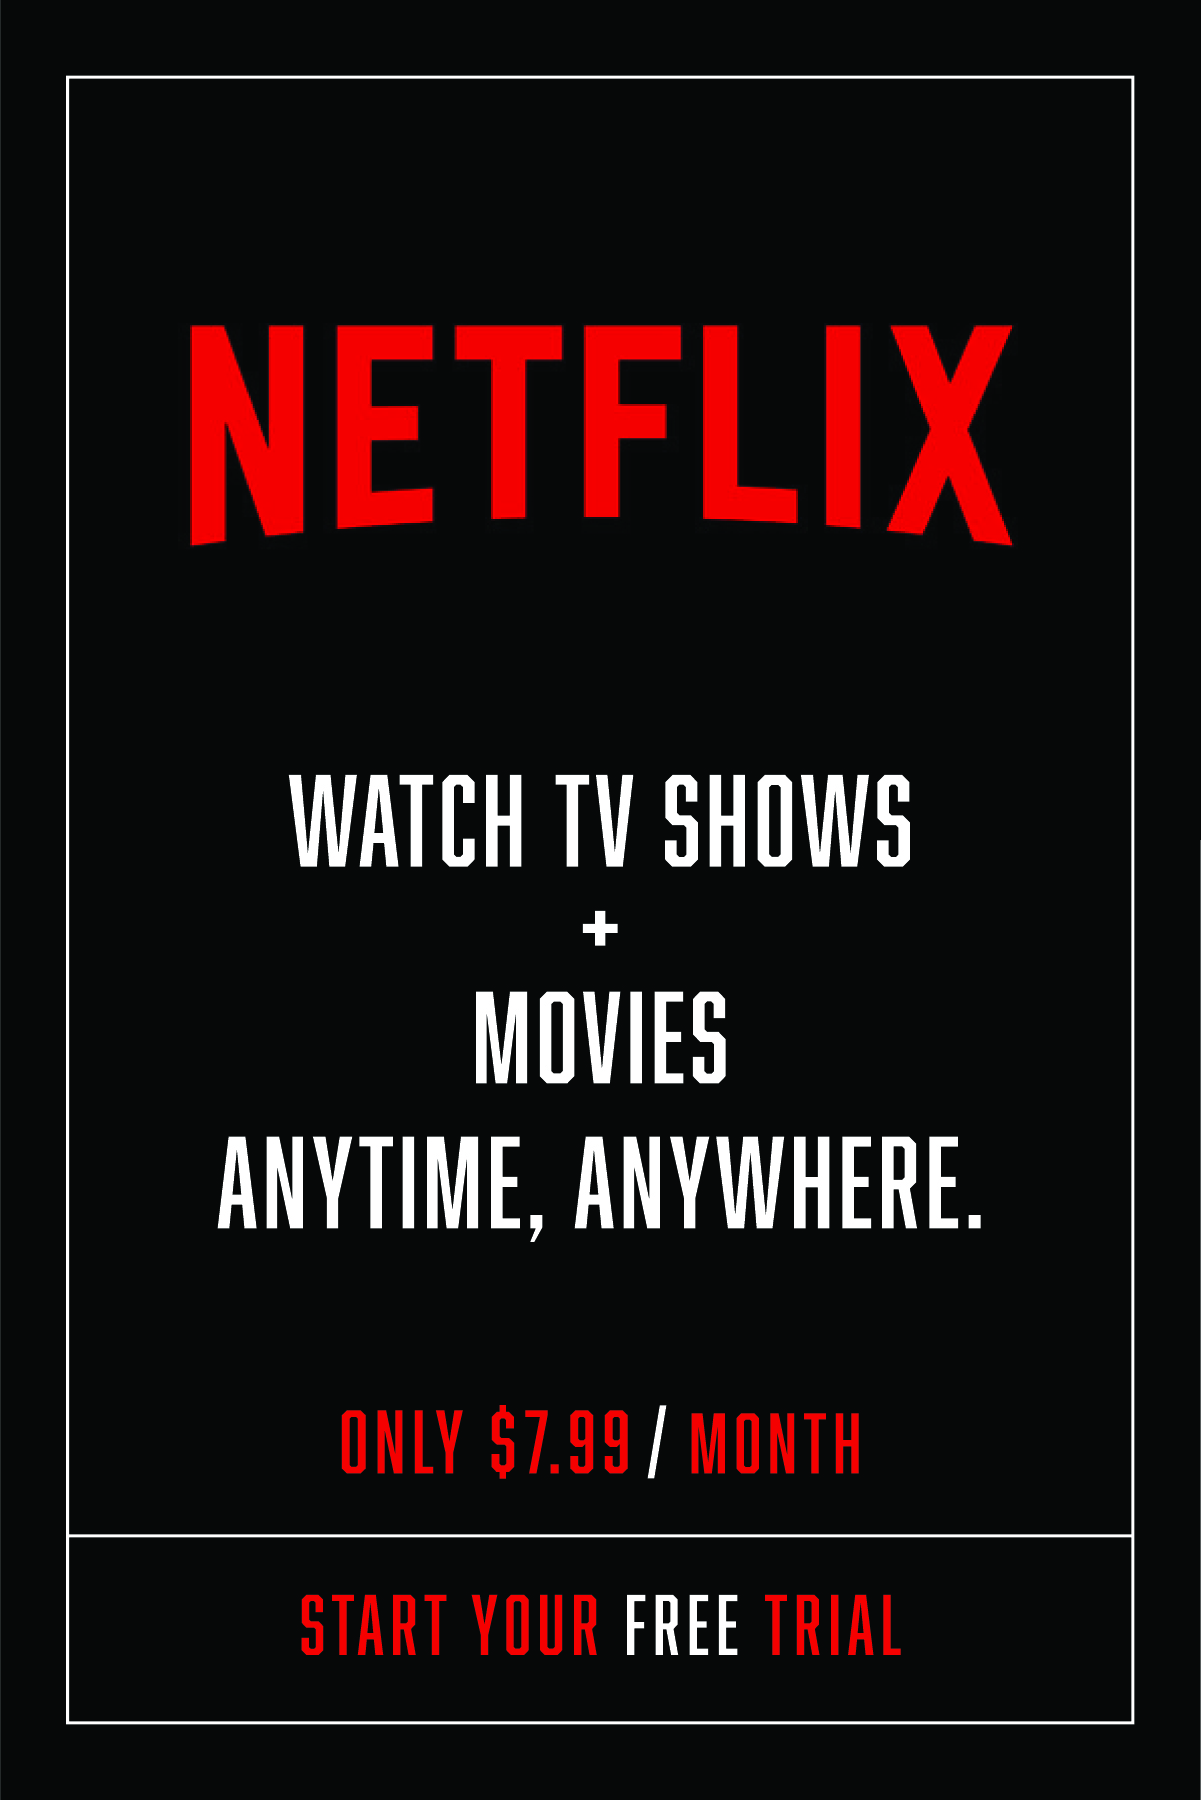 NETFLIX
WATCH TV SHOWS
+
MOVIES
ANYTIME, ANYWHERE.
ONLY $7.99/MONTH
START YOUR FREE TRIAL